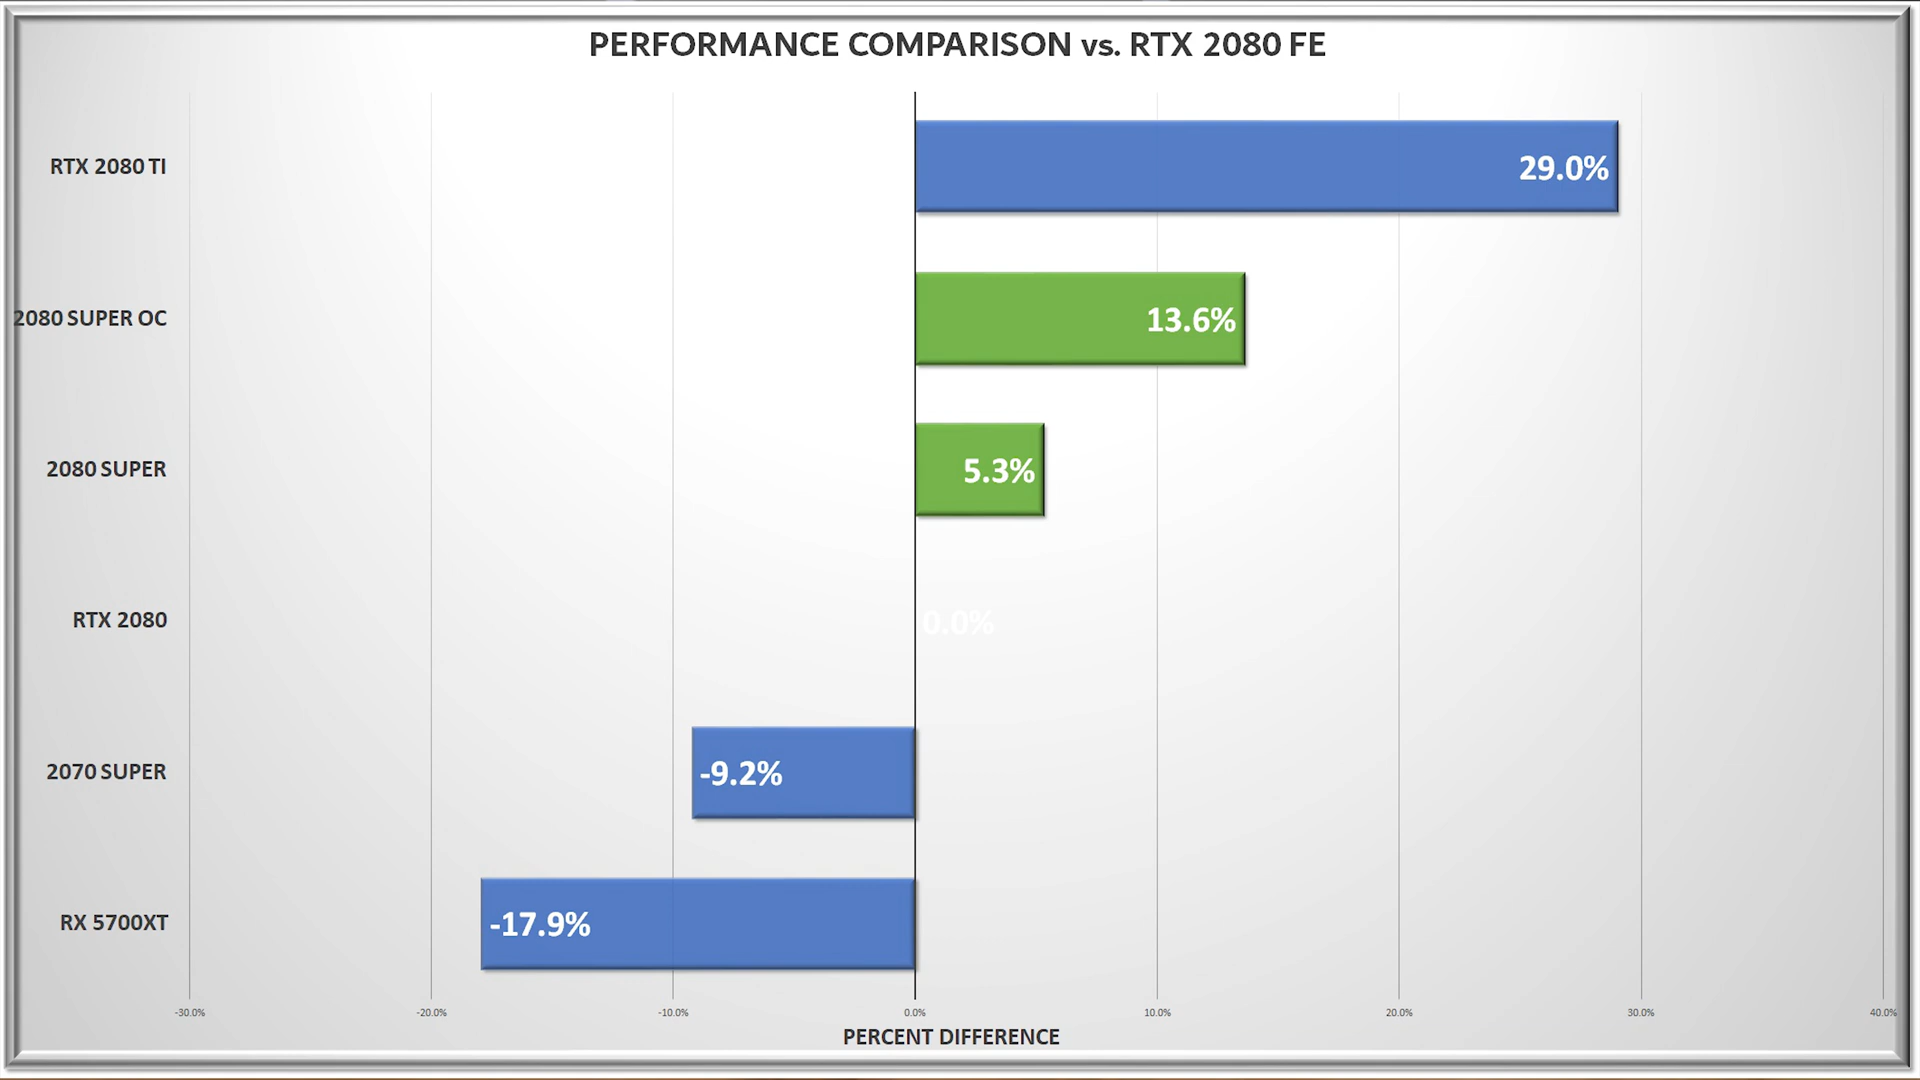 PERFORMANCE COMPARISON vs. RTX 2080 FE
RTX 2080 TI
29.0%
2080 SUPER OC
13.6%
2080 SUPER
5.3%
RTX 2080
0.0%
2070 SUPER
-9.2%
RX 5700XT
-17.9%
-30.0% -20.0% -10.0% 0.0% 10.0% 20.0% 30.0% 40.0%
PERCENT DIFFERENCE